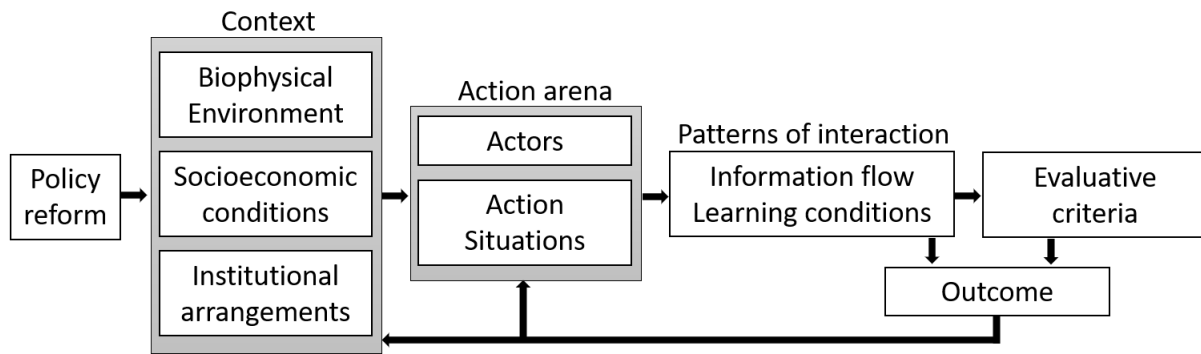 Context
Biophysical
Environment
Socioeconomic
conditions
Institutional
arrangements
Policy
reform
Action arena
Actors
Action
Situations
Patterns of interaction
Information flow
Learning conditions
Evaluative
criteria
Outcome